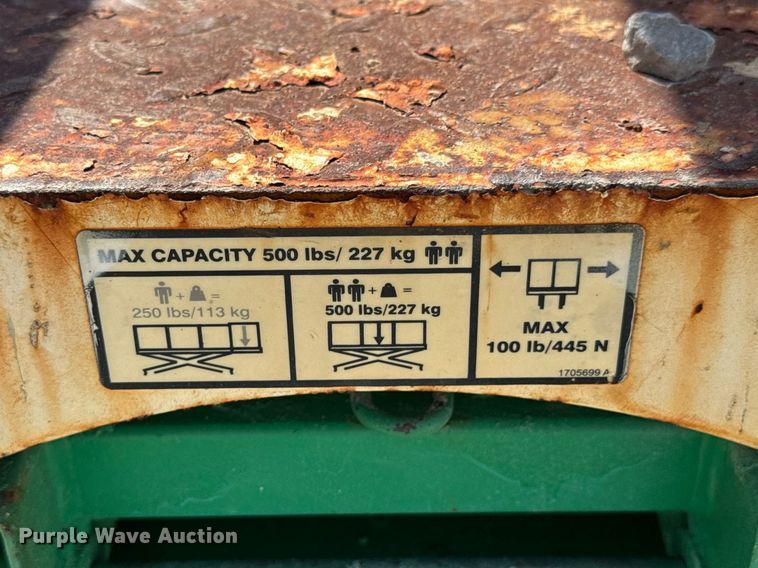 MAX CAPACITY 500 lbs/ 227 kg
+ =
250 lbs/113 kg
+ =
500 lbs/227 kg
MAX
100 lb/445 N
1705699 A
Purple Wave Auction